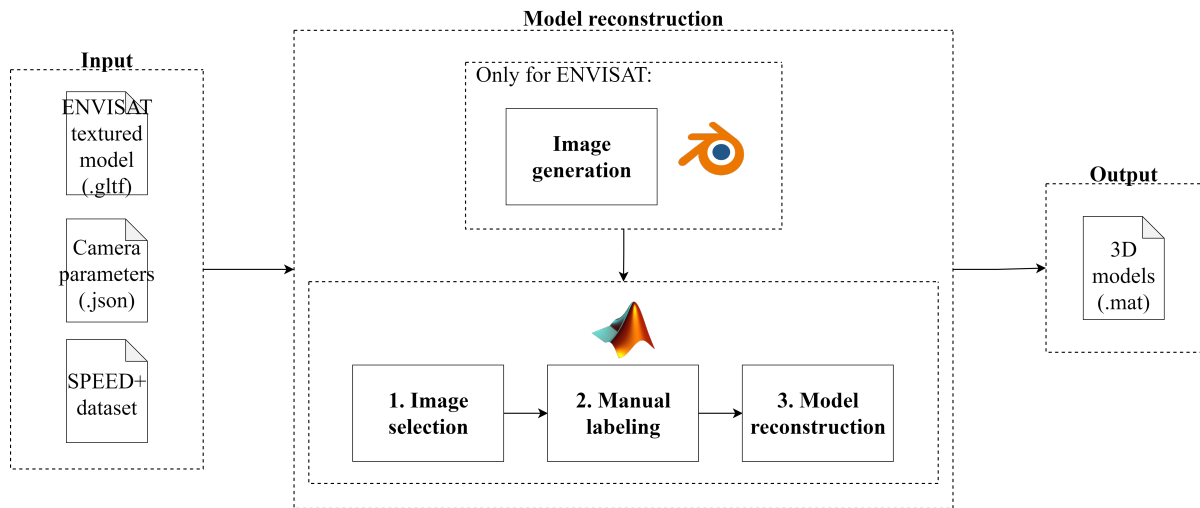 Model reconstruction
Input
ENVISAT
textured
model
(.gltf)
Camera
parameters
(.json)
SPEED+
dataset
Only for ENVISAT:
Image
generation
1. Image
selection
2. Manual
labeling
3. Model
reconstruction
Output
3D
models
(.mat)